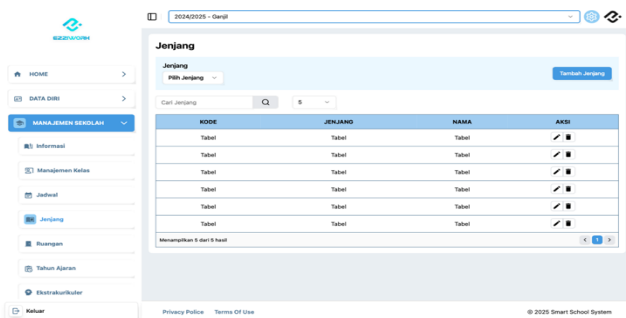 EZZNVORH
HOME
DATA DIRI
MANAJEMEN SEKOLAH
Informasi
Manajemen Kelas
Jadwal
Jenjang
Ruangan
Tahun Ajaran
Ekstrakurikuler
Keluar
2024/2025 - Ganjil
Jenjang
Jenjang
Pilih Jenjang
Tambah Jenjang
Cari Jenjang
5
KODE JENJANG NAMA AKSI
Tabel Tabel Tabel
Tabel Tabel Tabel
Tabel Tabel Tabel
Tabel Tabel Tabel
Tabel Tabel Tabel
Tabel Tabel Tabel
Menampilkan 5 dari 5 hasil
< 1 >
Privacy Police Terms Of Use
© 2025 Smart School System